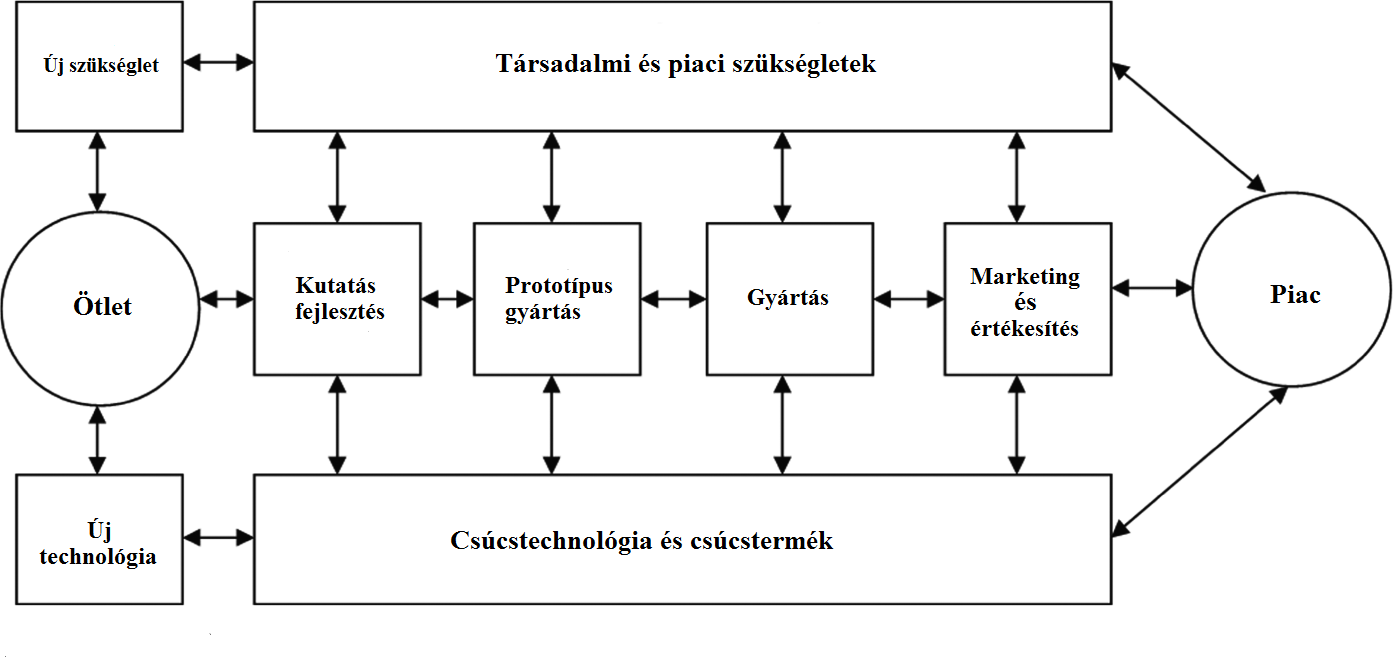 Új szükséglet
Társadalmi és piaci szükségletek
Ötlet
Kutatás
fejlesztés
Prototípus
gyártás
Gyártás
Marketing
és
értékesítés
Piac
Új
technológia
Csúcstechnológia és csúcstermék